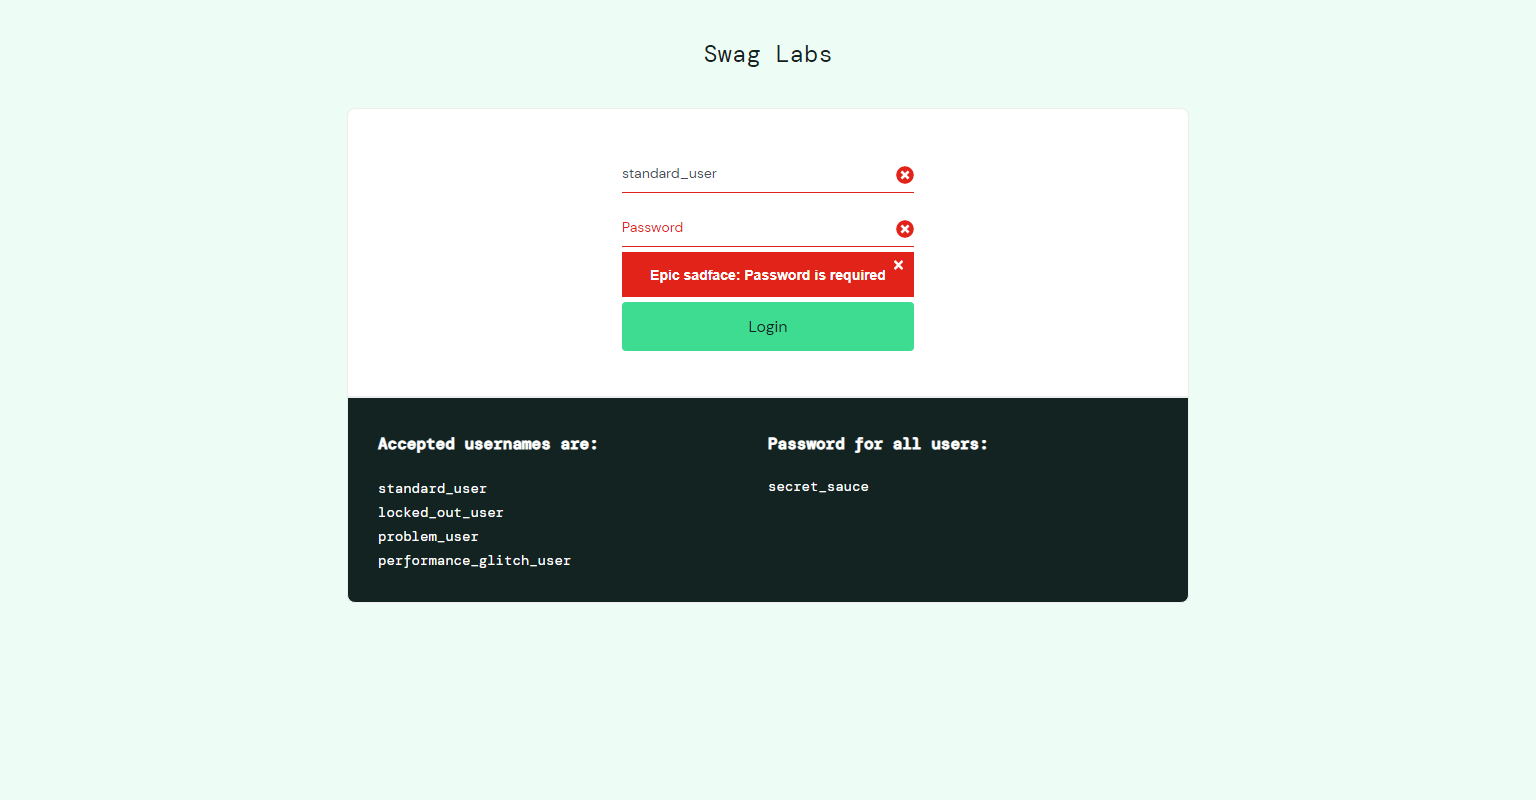 Swag Labs
standard_user
Password
Epic sadface: Password is required
Login
Accepted usernames are:
standard_user
locked_out_user
problem_user
performance_glitch_user
Password for all users:
secret_sauce